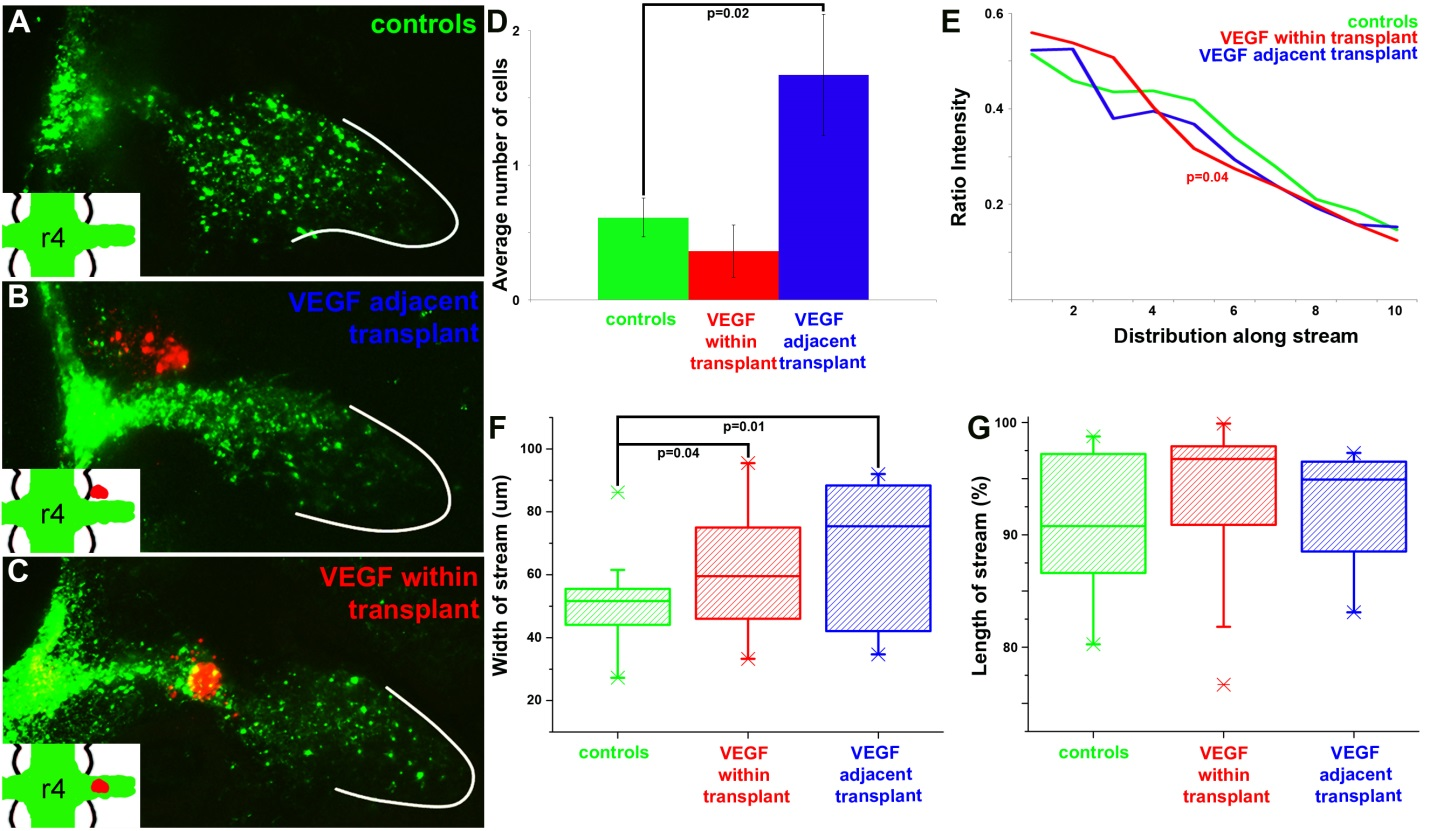 A
controls
r4
B
VEGF adjacent
transplant
r4
C
VEGF within
transplant
r4
D
p=0.02
Average number of cells
2
1
0
controls
VEGF
within
transplant
VEGF
adjacent
transplant
E
controls
VEGF within transplant
VEGF adjacent transplant
Ratio Intensity
0.6
0.4
0.2
p=0.04
2
4
6
8
10
Distribution along stream
F
p=0.01
p=0.04
Width of stream (um)
100
80
60
40
20
controls
VEGF
within
transplant
VEGF
adjacent
transplant
G
Length of stream (%)
100
90
80
controls
VEGF
within
transplant
VEGF
adjacent
transplant